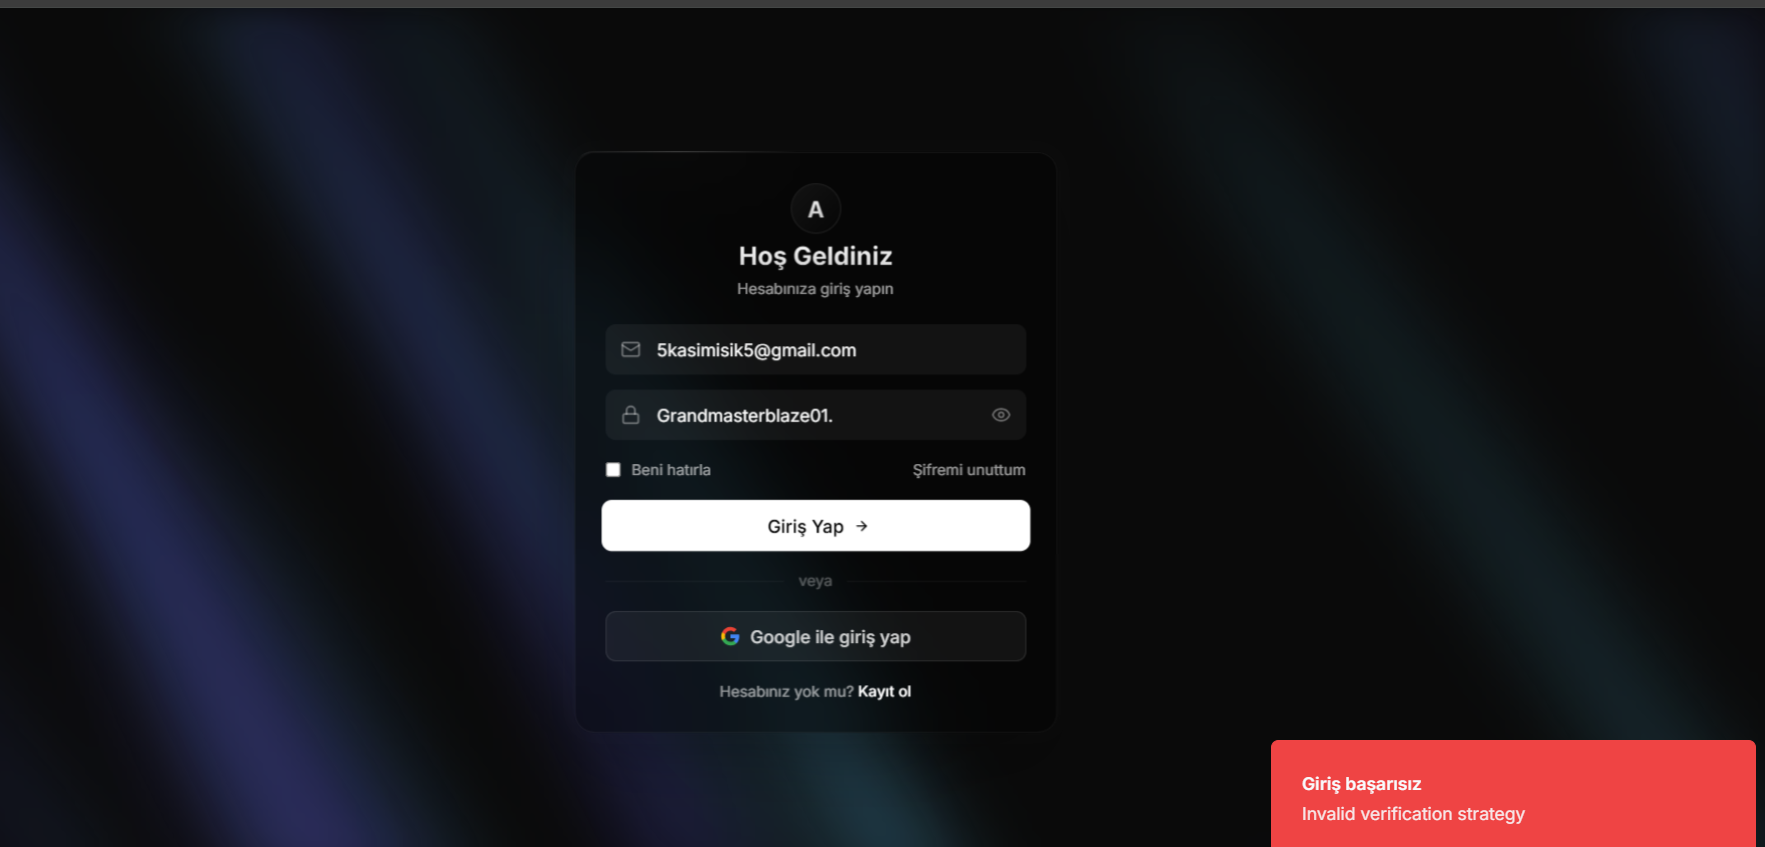 A
Hoş Geldiniz
Hesabınıza giriş yapın
5kasimisik5@gmail.com
Grandmasterblaze01.
Beni hatırla
Şifremi unuttum
Giriş Yap →
veya
Google ile giriş yap
Hesabınız yok mu? Kayıt ol
Giriş başarısız
Invalid verification strategy